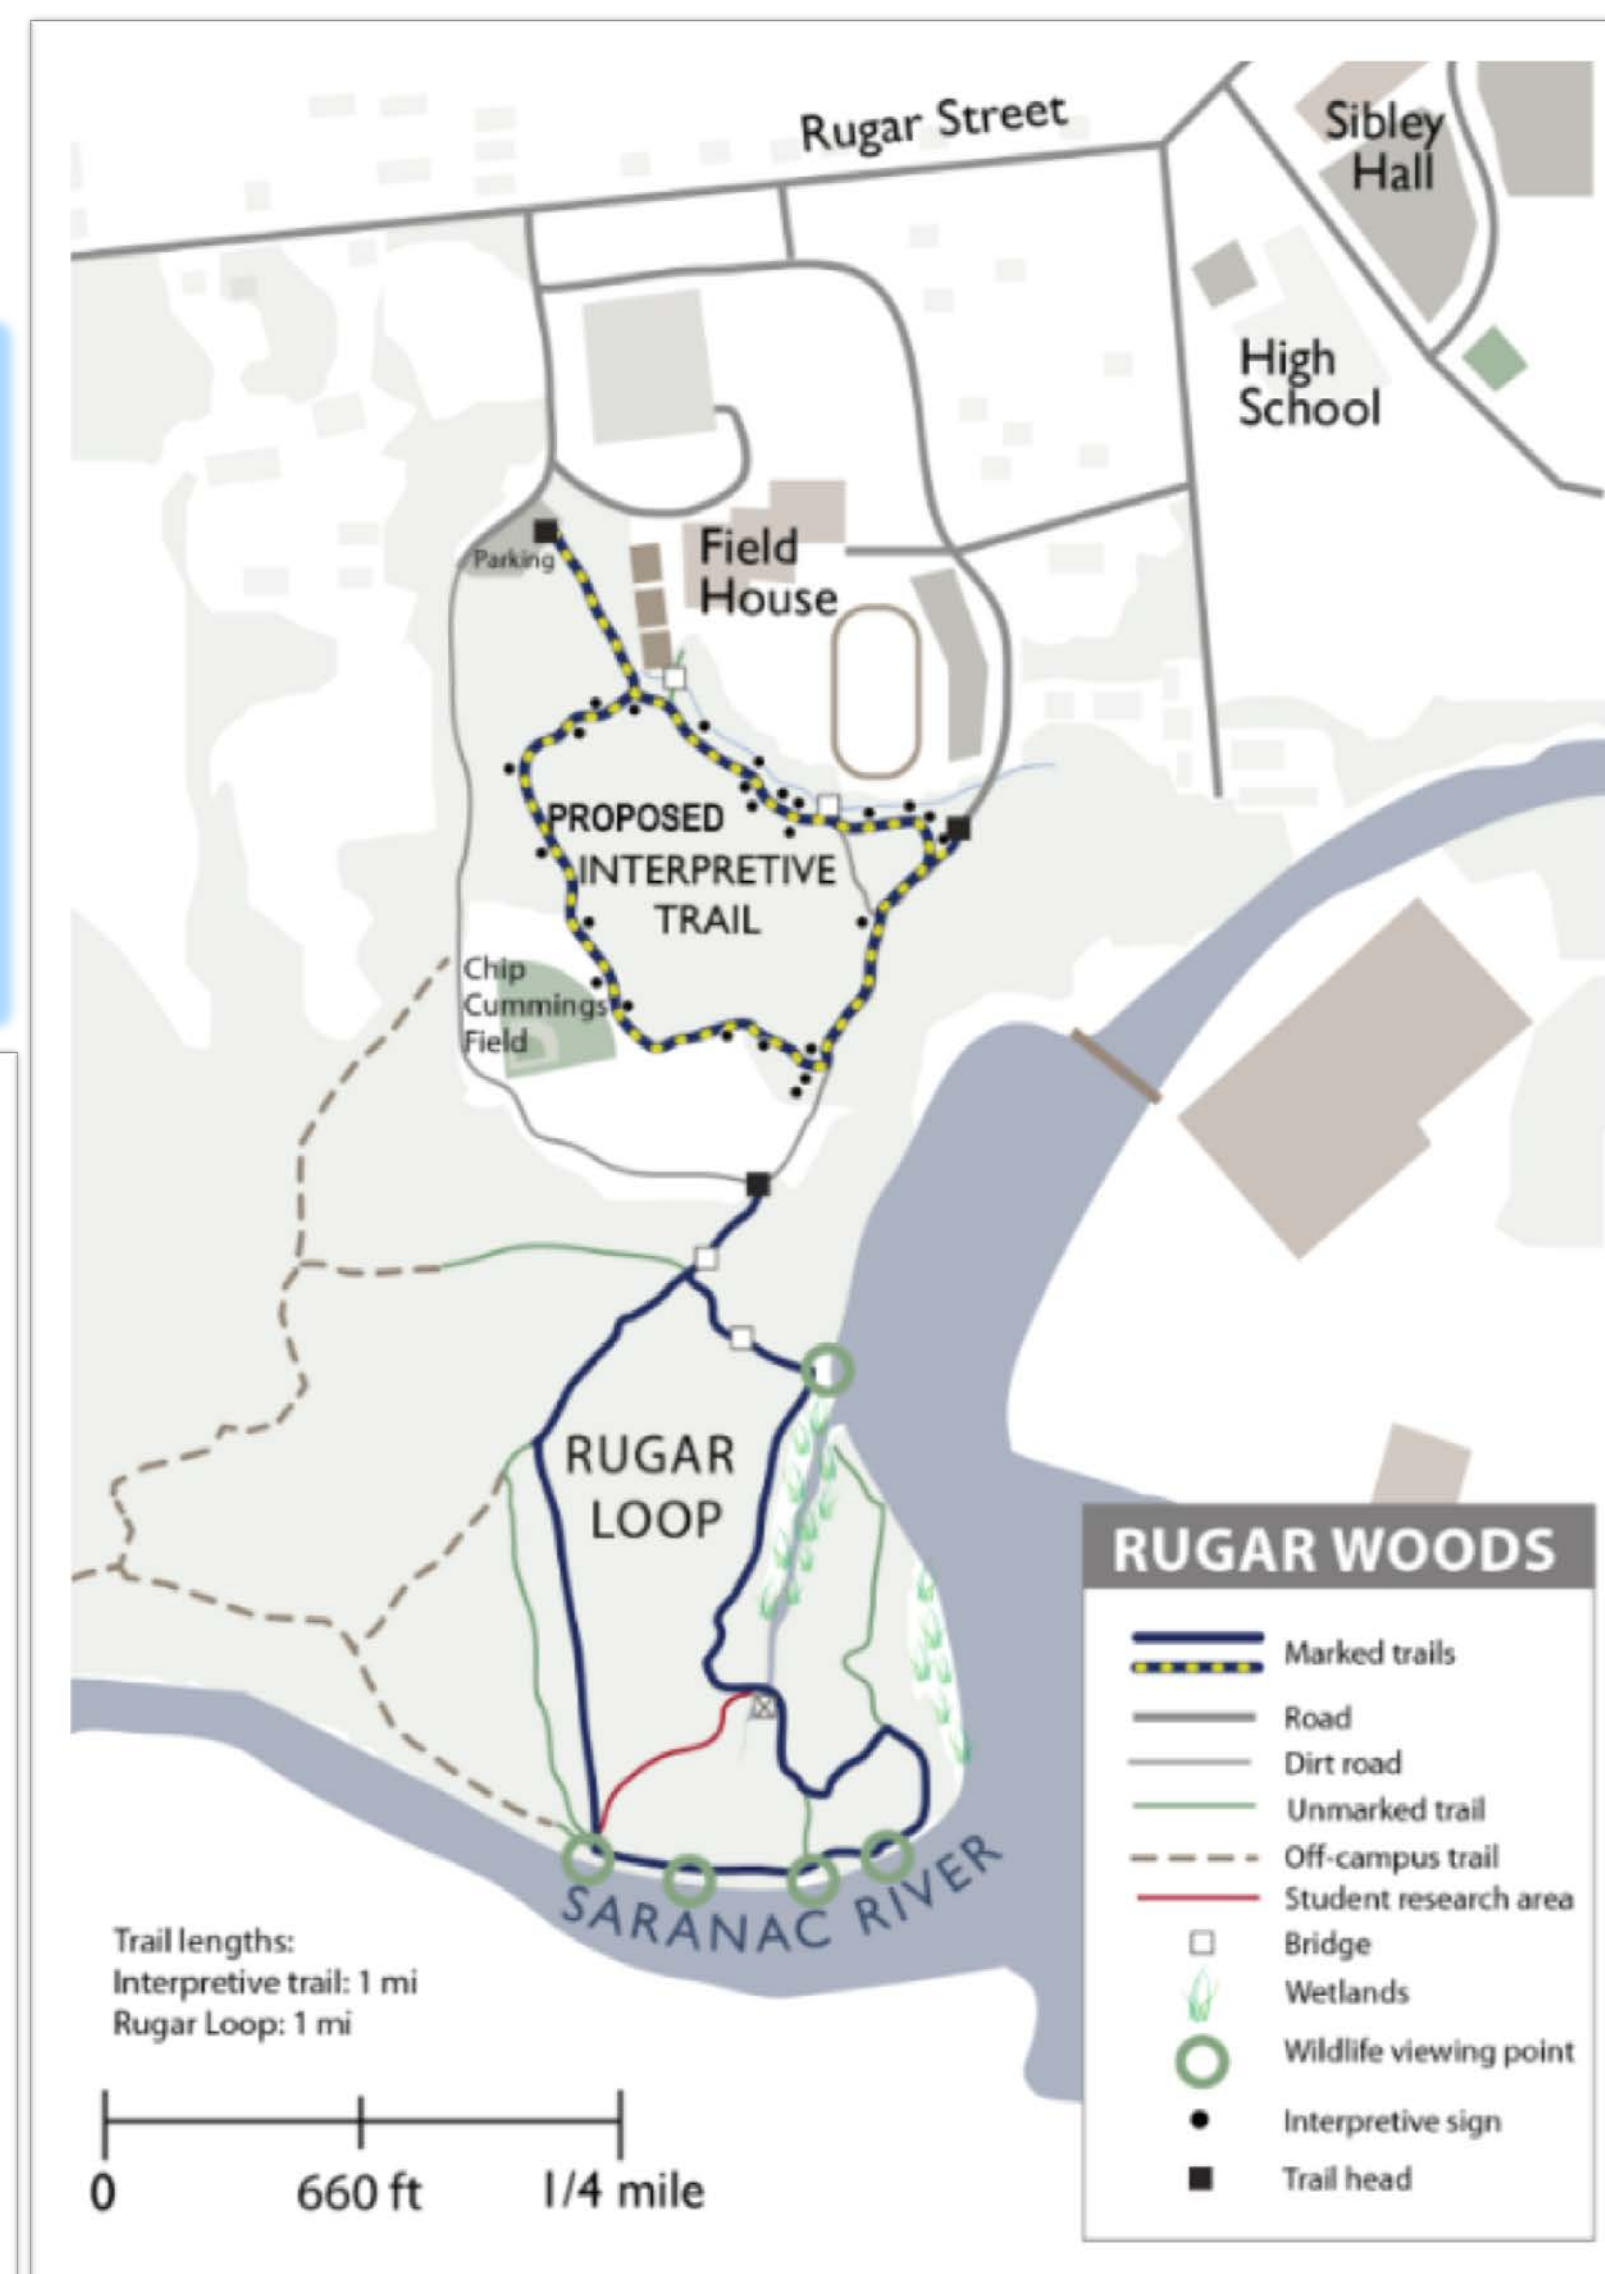 Rugar Street
Sibley
Hall
High
School
Parking
Field
House
PROPOSED
INTERPRETIVE
TRAIL
Chip
Cummings
Field
RUGAR
LOOP
SARANAC RIVER
Trail lengths:
Interpretive trail: 1 mi
Rugar Loop: 1 mi
0 660 ft 1/4 mile
RUGAR WOODS
Marked trails
Road
Dirt road
Unmarked trail
Off-campus trail
Student research area
Bridge
Wetlands
Wildlife viewing point
Interpretive sign
Trail head